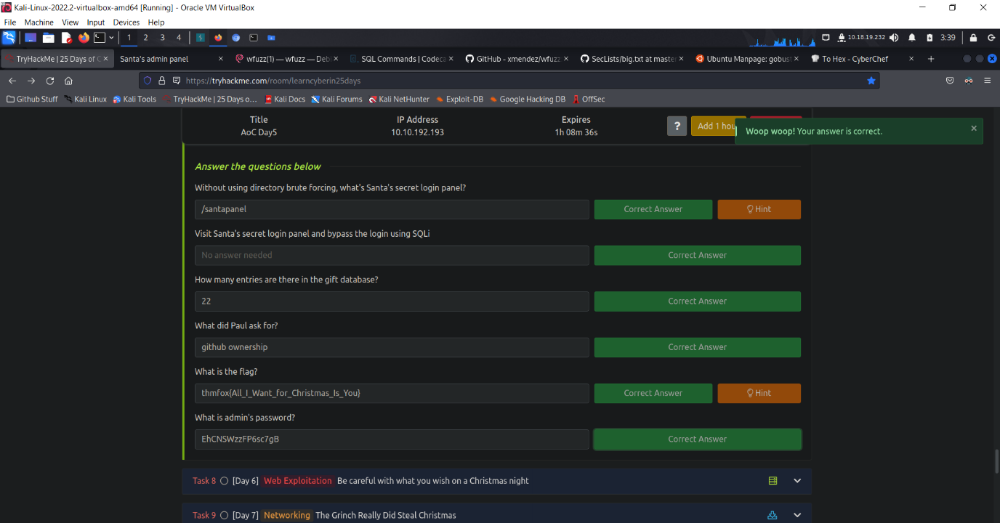 Kali-Linux-2022.2-virtualbox-amd64 [Running] - Oracle VM VirtualBox
File Machine View Input Devices Help
1 2 3 4 10.18.19.232 3:39
TryHackMe | 25 Days of C Santa's admin panel wfuzz(1) — wfuzz — Debi SQL Commands | Codeca GitHub - xmendez/wfuzz SecLists/big.txt at master Ubuntu Manpage: gobust To Hex - CyberChef
https://tryhackme.com/room/learncyberin25days
Github Stuff Kali Linux Kali Tools TryHackMe | 25 Days o... Kali Docs Kali Forums Kali NetHunter Exploit-DB Google Hacking DB OffSec
Title IP Address Expires
AoC Day5 10.10.192.193 1h 08m 36s ? Add 1 hou
Woop woop! Your answer is correct.
Answer the questions below
Without using directory brute forcing, what's Santa's secret login panel?
/santapanel Correct Answer Hint
Visit Santa's secret login panel and bypass the login using SQLi
No answer needed Correct Answer
How many entries are there in the gift database?
22 Correct Answer
What did Paul ask for?
github ownership Correct Answer
What is the flag?
thmfox{All_I_Want_for_Christmas_Is_You} Correct Answer Hint
What is admin's password?
EhCNSWzzFP6sc7gB Correct Answer
Task 8 [Day 6] Web Exploitation Be careful with what you wish on a Christmas night
Task 9 [Day 7] Networking The Grinch Really Did Steal Christmas